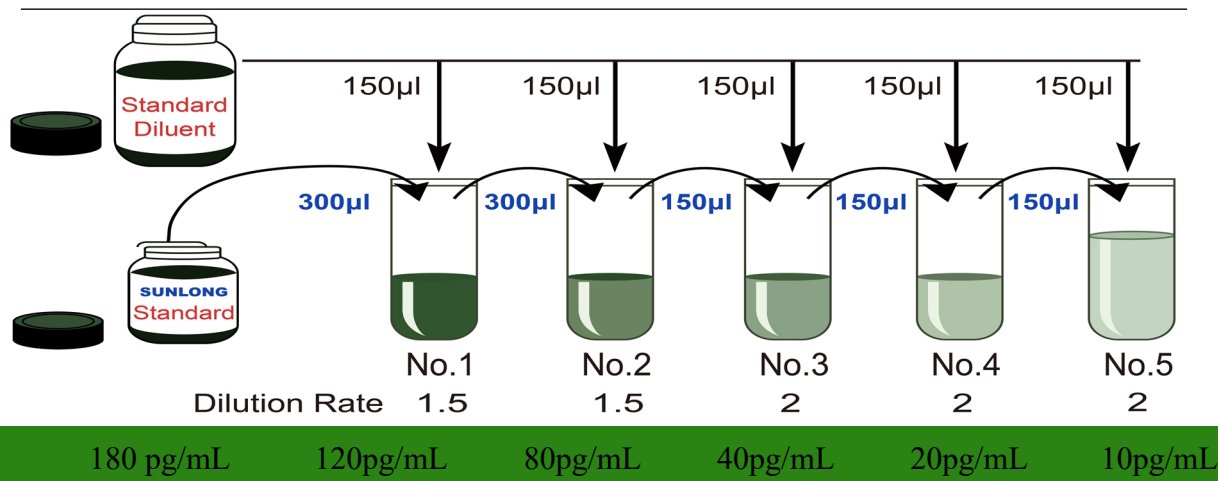 150µl 150µl 150µl 150µl 150µl
Standard
Diluent
300µl 300µl 150µl 150µl 150µl
SUNLONG
Standard
No.1 No.2 No.3 No.4 No.5
Dilution Rate 1.5 1.5 2 2 2
180 pg/mL 120pg/mL 80pg/mL 40pg/mL 20pg/mL 10pg/mL